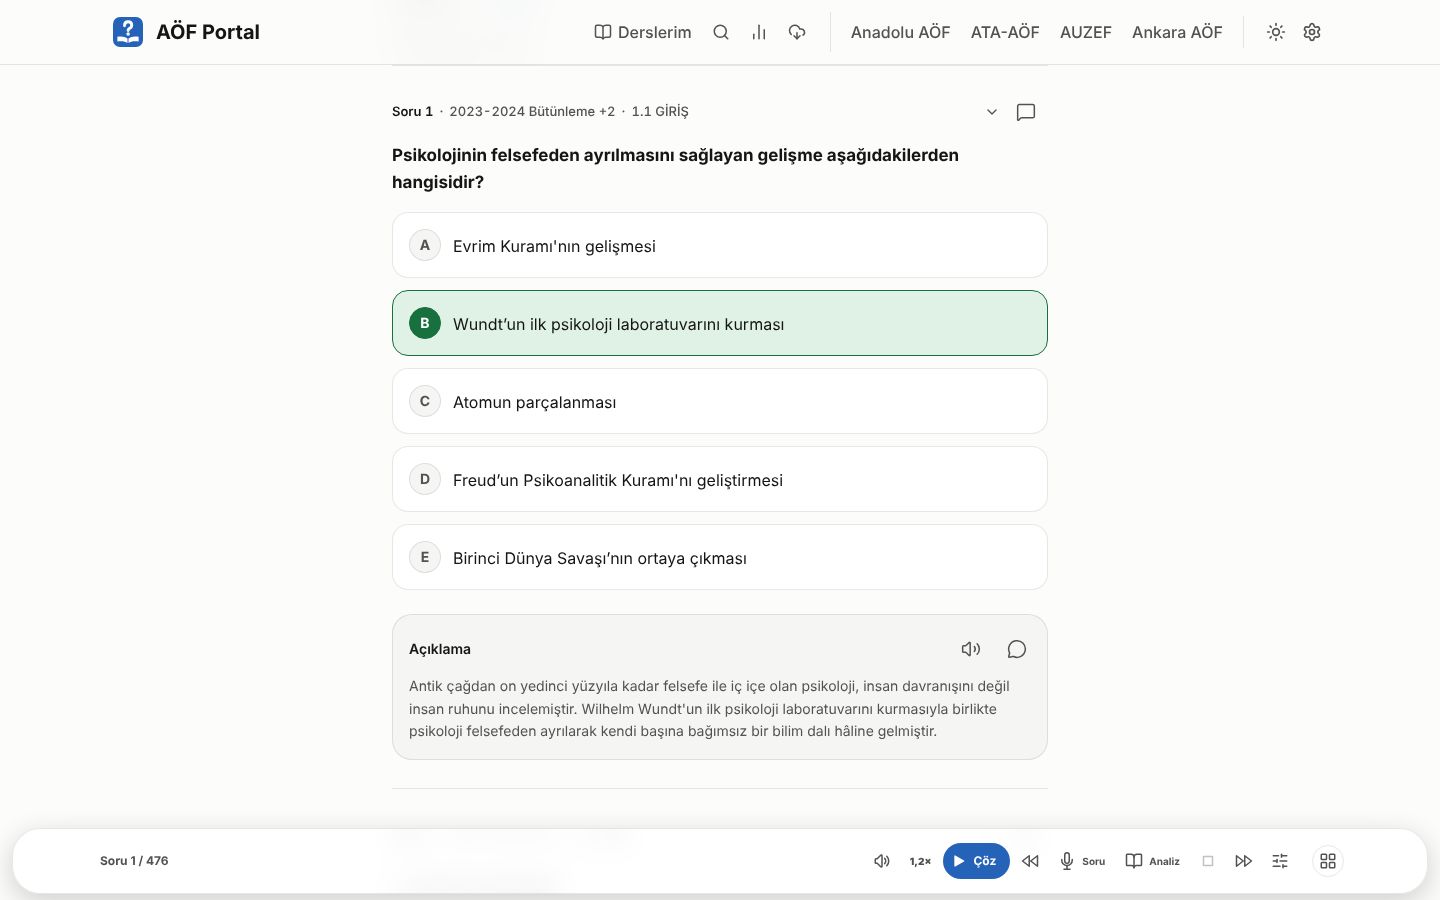 AÖF Portal
Derslerim
Anadolu AÖF
ATA-AÖF
AUZEF
Ankara AÖF
Soru 1 · 2023-2024 Bütünleme +2 · 1.1 GİRİŞ
Psikolojinin felsefeden ayrılmasını sağlayan gelişme aşağıdakilerden
hangisidir?
A Evrim Kuramı'nın gelişmesi
B Wundt’un ilk psikoloji laboratuvarını kurması
C Atomun parçalanması
D Freud’un Psikoanalitik Kuramı'nı geliştirmesi
E Birinci Dünya Savaşı’nın ortaya çıkması
Açıklama
Antik çağdan on yedinci yüzyıla kadar felsefe ile iç içe olan psikoloji, insan davranışını değil
insan ruhunu incelemiştir. Wilhelm Wundt'un ilk psikoloji laboratuvarını kurmasıyla birlikte
psikoloji felsefeden ayrılarak kendi başına bağımsız bir bilim dalı hâline gelmiştir.
Soru 1 / 476
1,2×
Çöz
Soru
Analiz